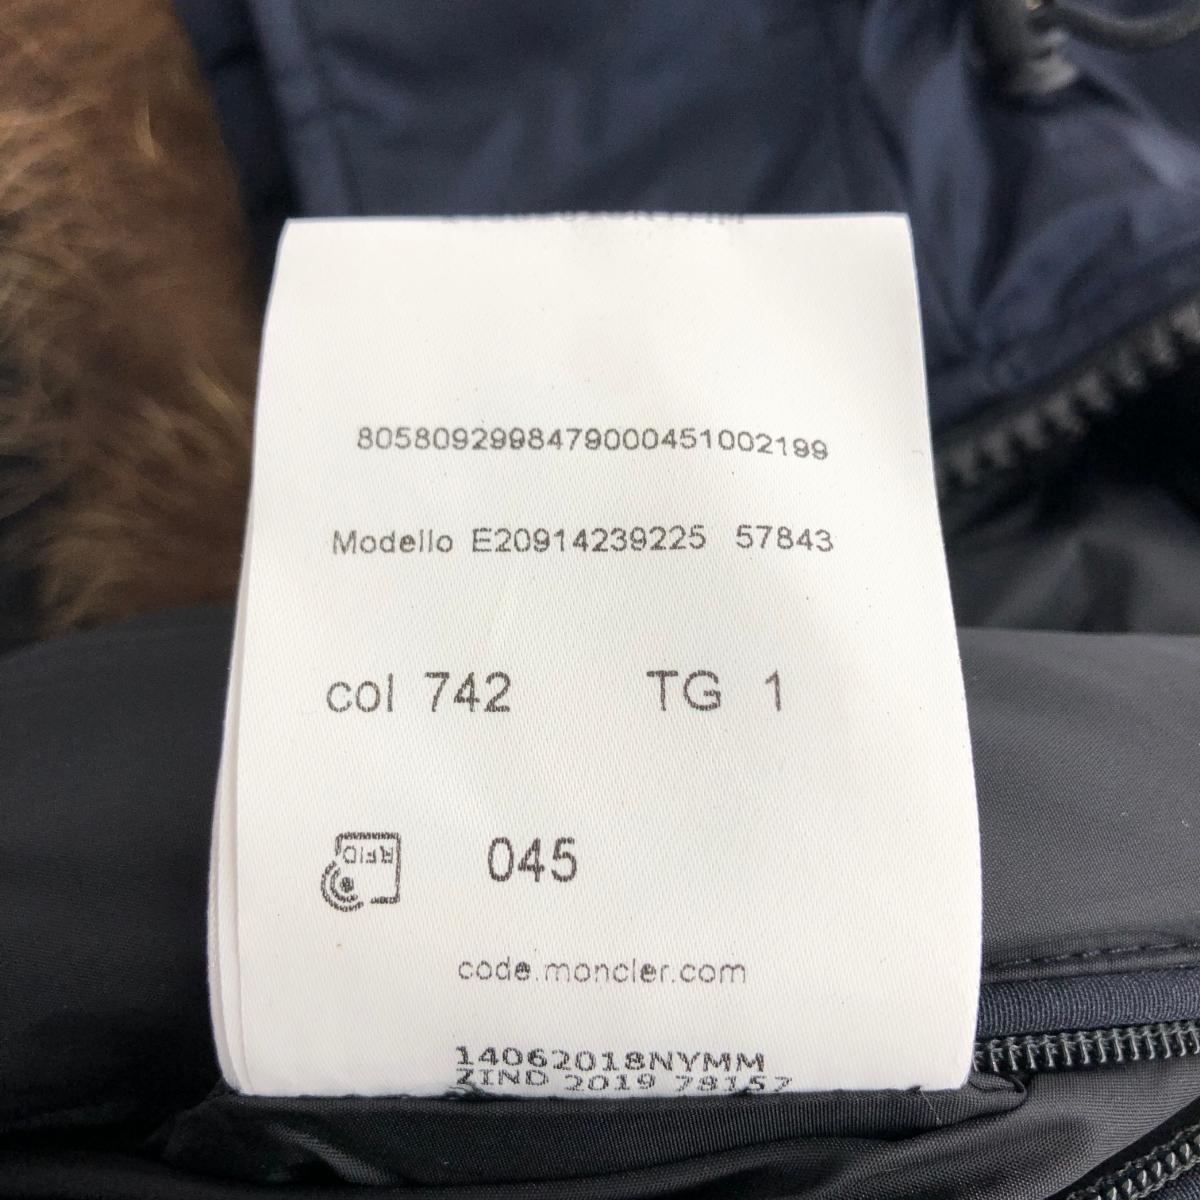 8058092998479000451002199
Modello E20914239225 57843
col 742 TG 1
RFID 045
code.moncler.com
14062018NYMM
ZIND 2019 78157